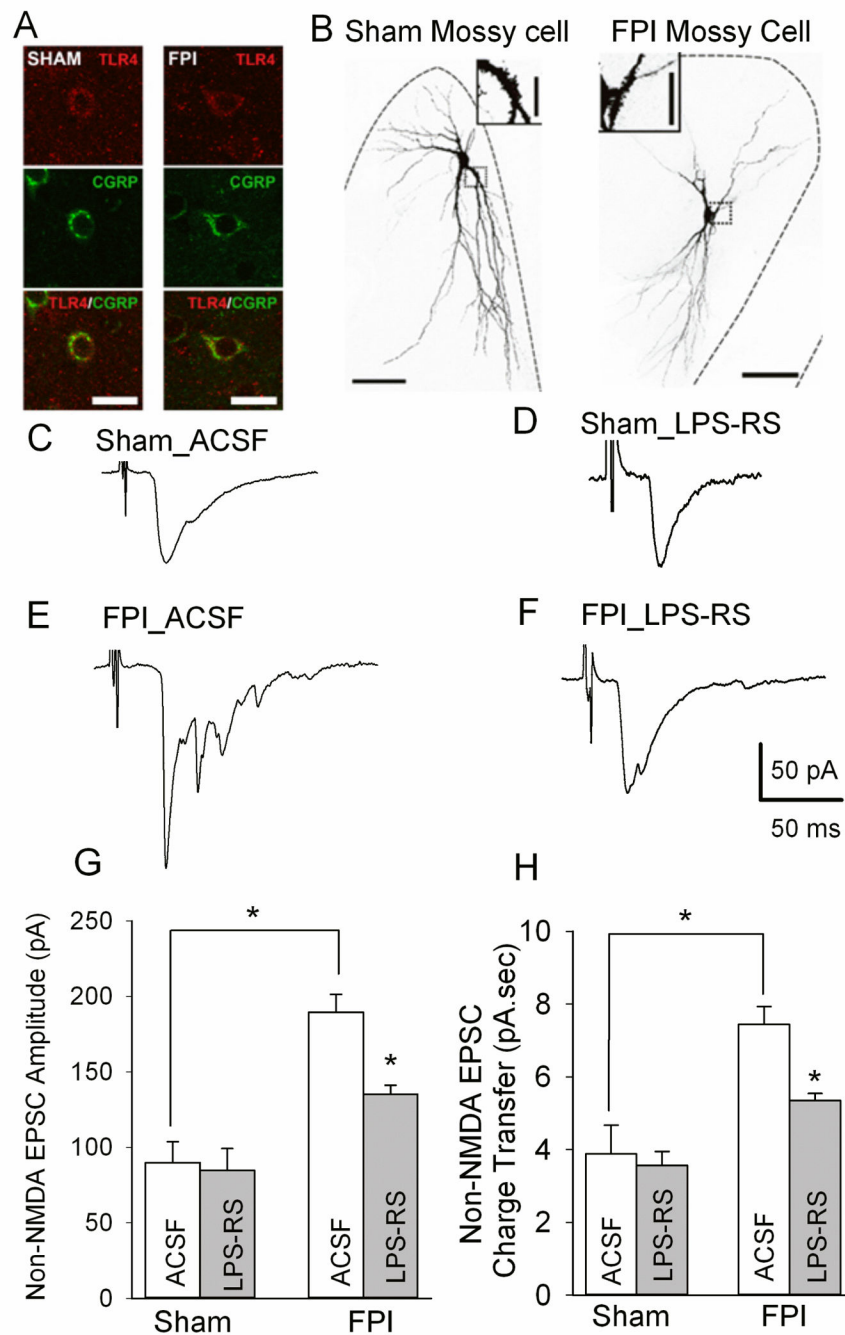 A
SHAM TLR4
FPI TLR4
CGRP
CGRP
TLR4/CGRP
TLR4/CGRP
B
Sham Mossy cell
FPI Mossy Cell
C
Sham_ACSF
D
Sham_LPS-RS
E
FPI_ACSF
F
FPI_LPS-RS
50 pA
50 ms
G
Non-NMDA EPSC Amplitude (pA)
250
200
150
100
50
0
*
*
ACSF
LPS-RS
ACSF
LPS-RS
Sham
FPI
H
Non-NMDA EPSC
Charge Transfer (pA.sec)
10
8
6
4
2
0
*
*
ACSF
LPS-RS
ACSF
LPS-RS
Sham
FPI